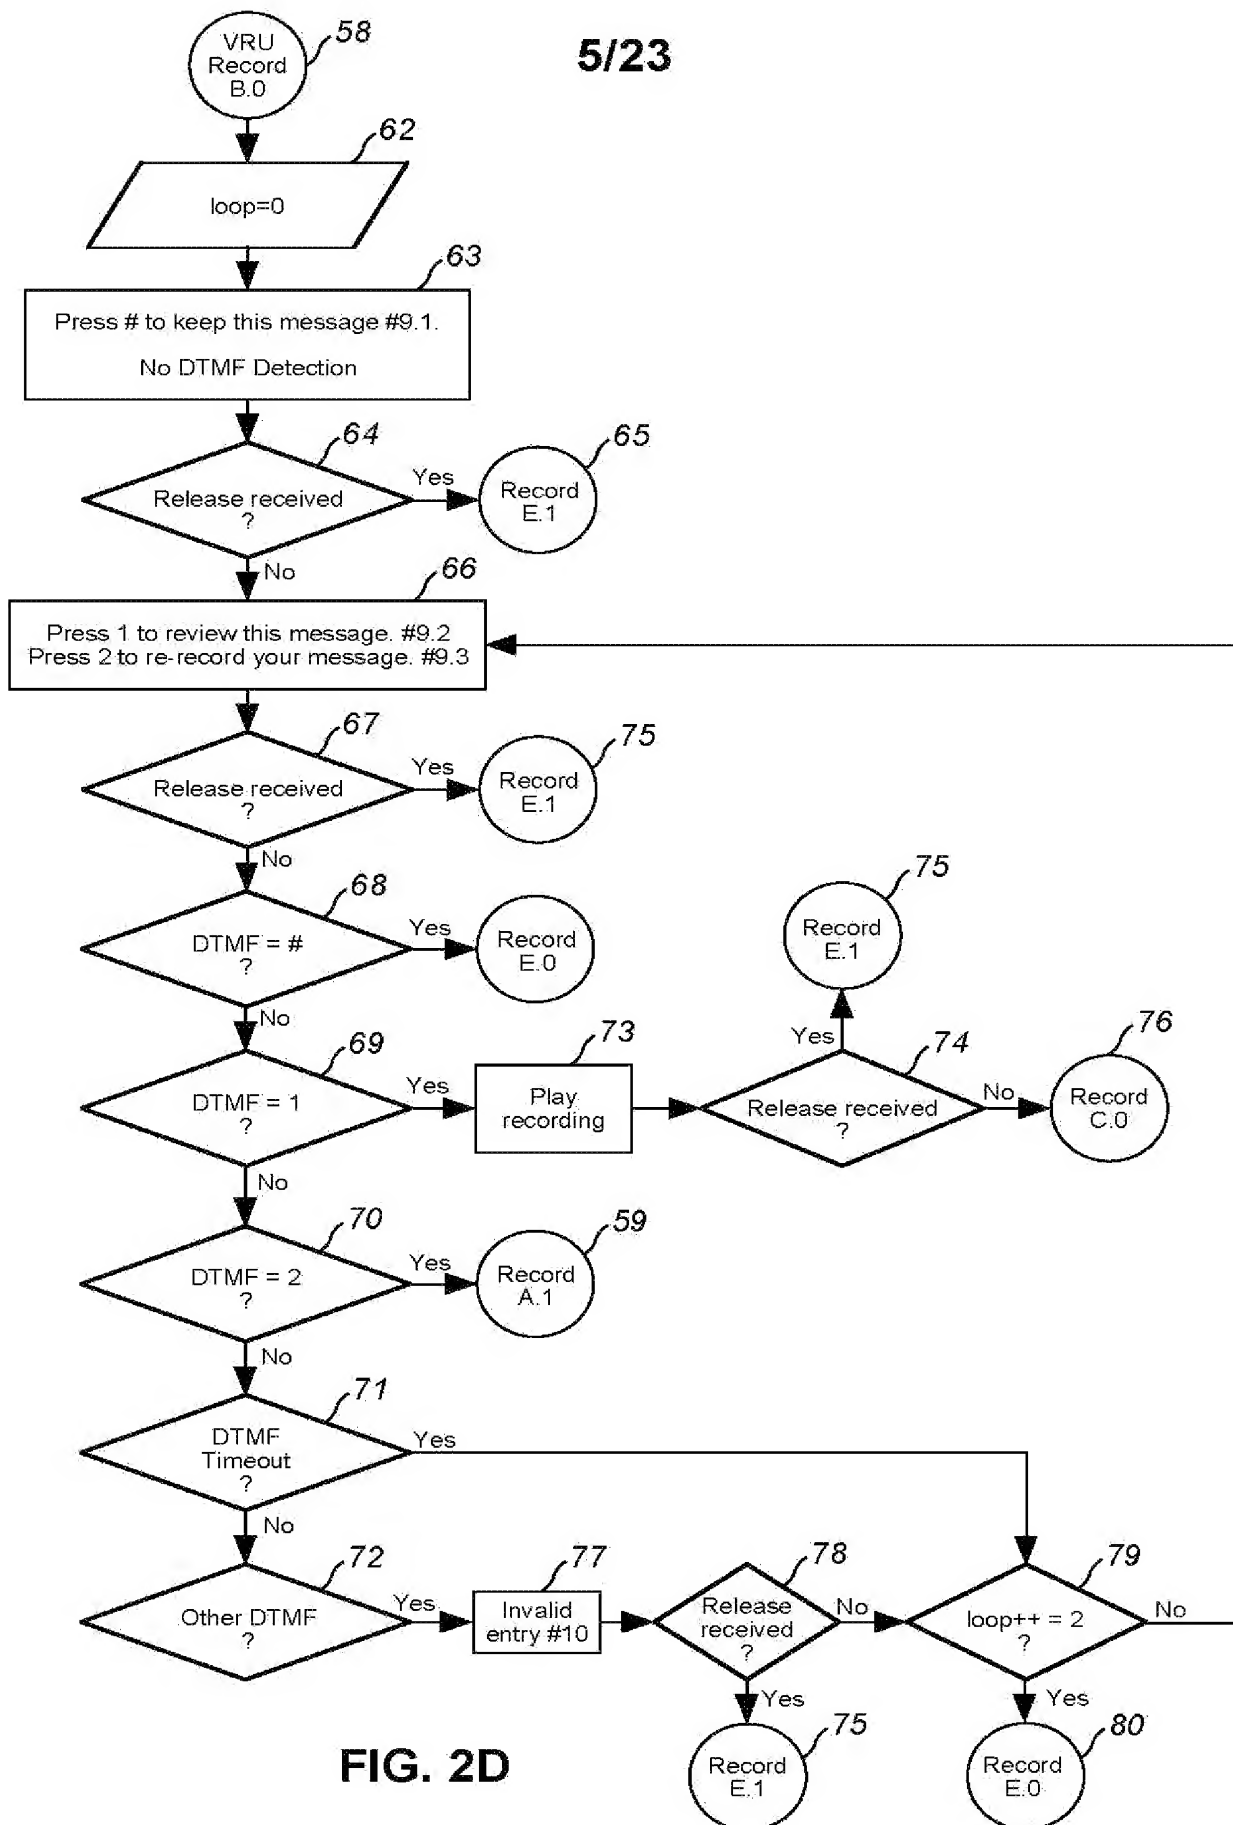 5/23
VRU
Record
B.0
58
62
loop=0
63
Press # to keep this message #9.1.
No DTMF Detection
64
Release received
?
Yes
65
Record
E.1
No
66
Press 1 to review this message. #9.2
Press 2 to re-record your message. #9.3
67
Release received
?
Yes
75
Record
E.1
No
68
DTMF = #
?
Yes
Record
E.0
75
Record
E.1
No
69
DTMF = 1
?
Yes
73
Play
recording
Yes
74
Release received
?
No
76
Record
C.0
No
70
DTMF = 2
?
Yes
59
Record
A.1
No
71
DTMF
Timeout
?
Yes
No
72
Other DTMF
?
Yes
77
Invalid
entry #10
78
Release
received
?
No
79
loop++ = 2
?
No
Yes
75
Record
E.1
Yes
80
Record
E.0
FIG. 2D